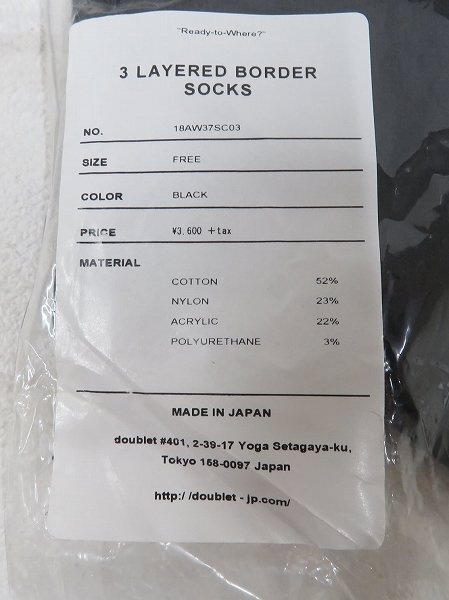 "Ready-to-Where?"
3 LAYERED BORDER
SOCKS
NO. 18AW37SC03
SIZE FREE
COLOR BLACK
PRICE ¥3,600 +tax
MATERIAL
COTTON 52%
NYLON 23%
ACRYLIC 22%
POLYURETHANE 3%
MADE IN JAPAN
doublet #401, 2-39-17 Yoga Setagaya-ku,
Tokyo 158-0097 Japan
http://doublet-jp.com/